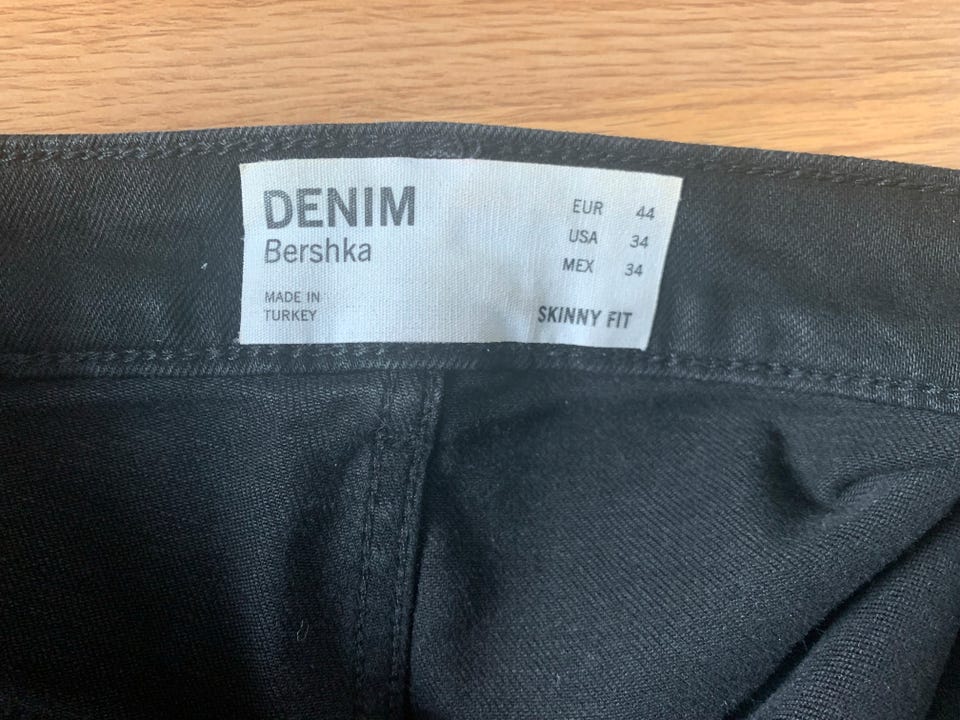 DENIM
Bershka
MADE IN
TURKEY
EUR 44
USA 34
MEX 34
SKINNY FIT